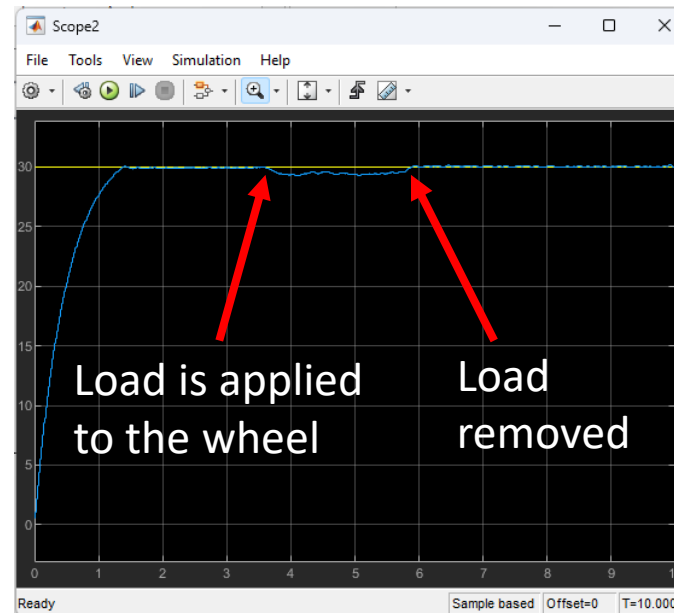 Scope2
File Tools View Simulation Help
30
25
20
15
10
5
0
Load is applied
to the wheel
Load
removed
0 1 2 3 4 5 6 7 8 9 1
Ready Sample based Offset=0 T=10.000